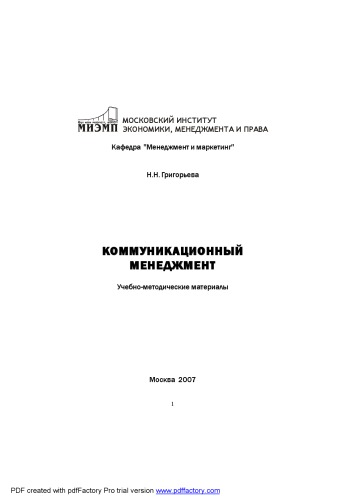 МОСКОВСКИЙ ИНСТИТУТ
МИЭМП ЭКОНОМИКИ, МЕНЕДЖМЕНТА И ПРАВА
Кафедра "Менеджмент и маркетинг"
Н.Н. Григорьева
КОММУНИКАЦИОННЫЙ
МЕНЕДЖМЕНТ
Учебно-методические материалы
Москва 2007
1
PDF created with pdfFactory Pro trial version www.pdffactory.com